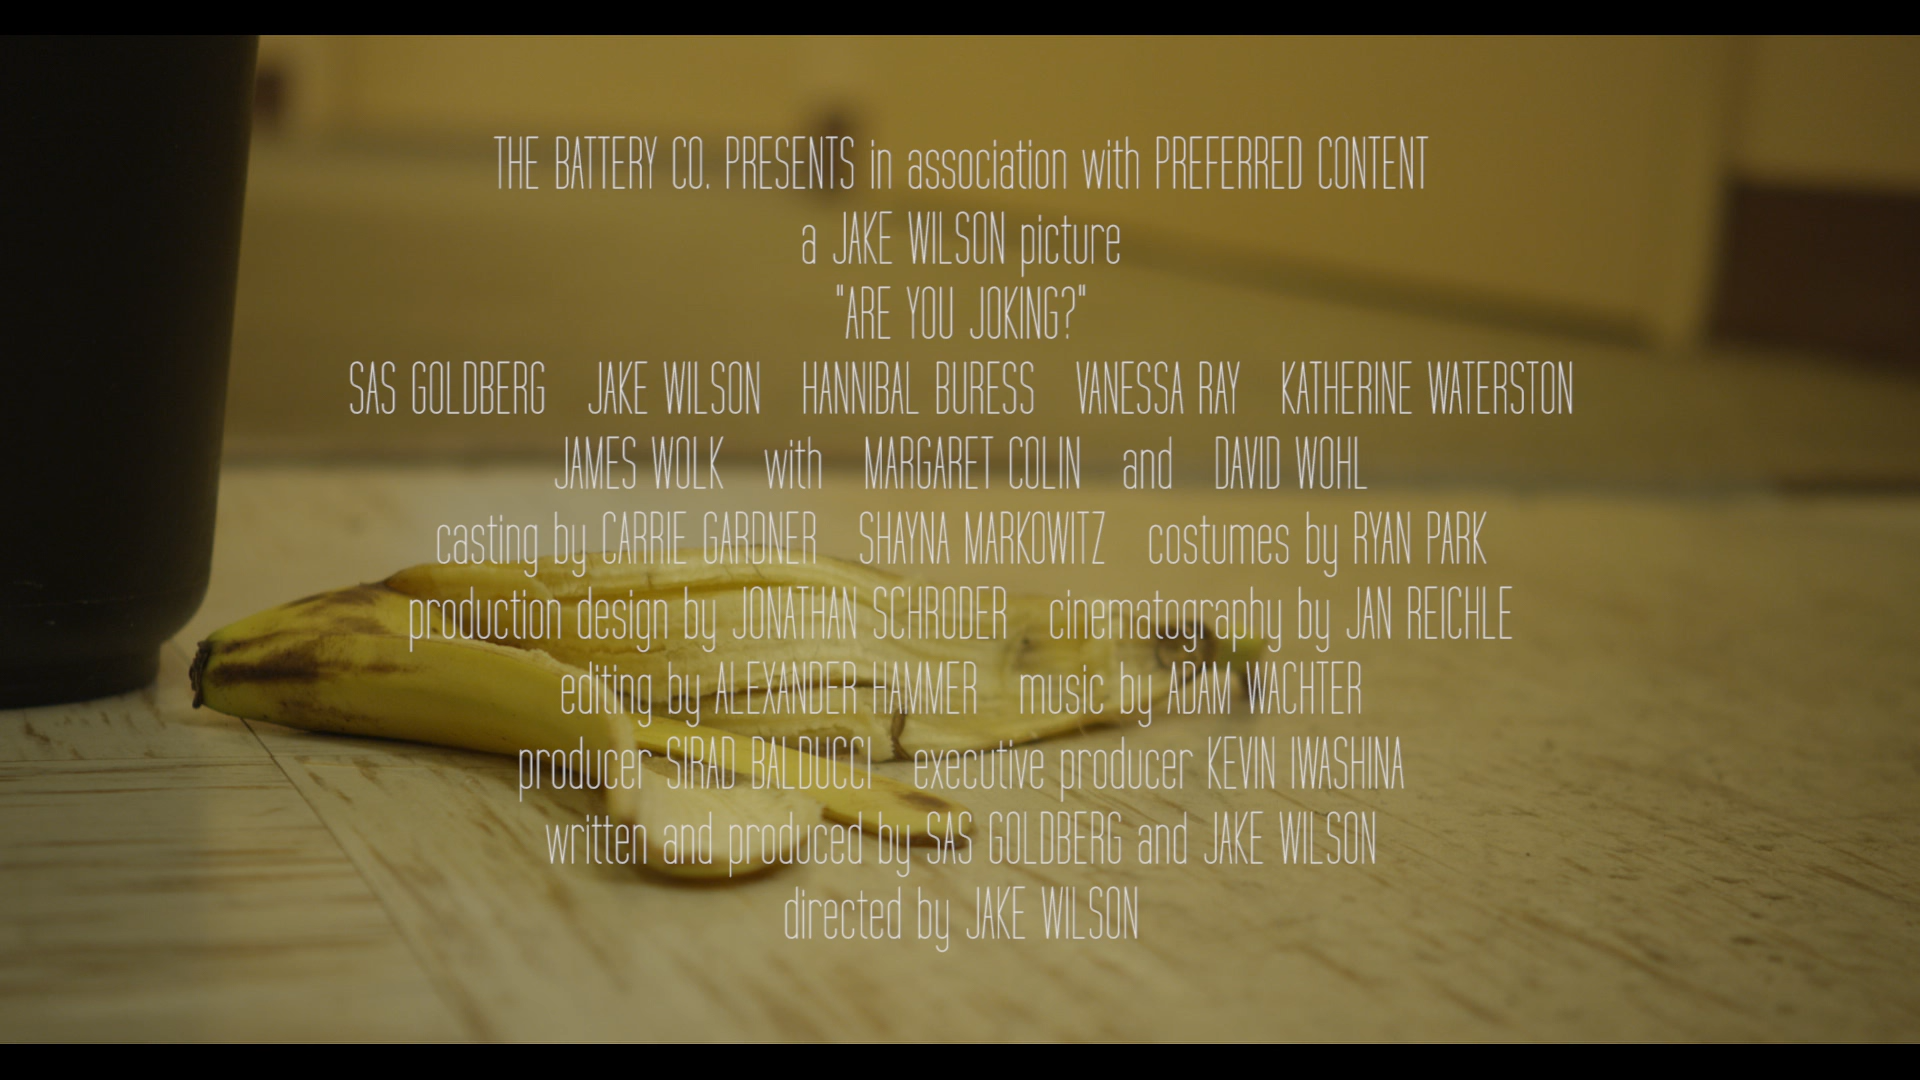 THE BATTERY CO. PRESENTS in association with PREFERRED CONTENT
a JAKE WILSON picture
"ARE YOU JOKING?"
SAS GOLDBERG JAKE WILSON HANNIBAL BURESS VANESSA RAY KATHERINE WATERSTON
JAMES WOLK with MARGARET COLIN and DAVID WOHL
casting by CARRIE GARDNER SHAYNA MARKOWITZ costumes by RYAN PARK
production design by JONATHAN SCHRODER cinematography by JAN REICHLE
editing by ALEXANDER HAMMER music by ADAM WACHTER
producer SIRAD BALDUCCI executive producer KEVIN IWASHINA
written and produced by SAS GOLDBERG and JAKE WILSON
directed by JAKE WILSON